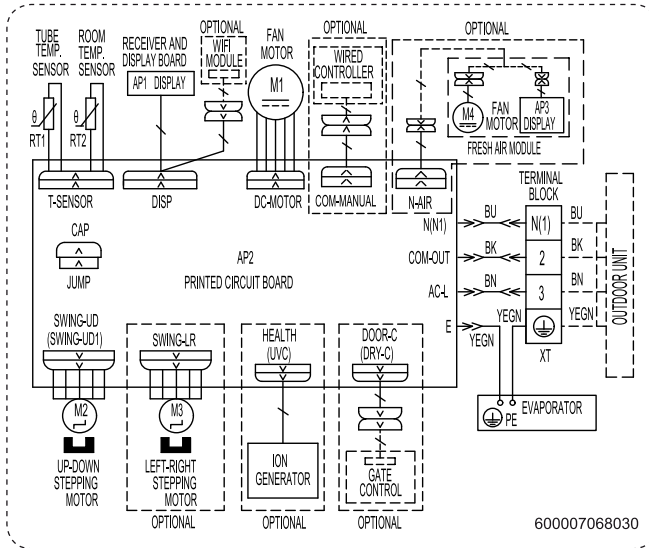 TUBE
TEMP.
SENSOR
ROOM
TEMP.
SENSOR
RECEIVER AND
DISPLAY BOARD
AP1 DISPLAY
OPTIONAL
WIFI
MODULE
FAN
MOTOR
M1
OPTIONAL
WIRED
CONTROLLER
OPTIONAL
M4
FAN
MOTOR
AP3
DISPLAY
FRESH AIR MODULE
θ
RT1
θ
RT2
T-SENSOR
DISP
DC-MOTOR
COM-MANUAL
N-AIR
TERMINAL
BLOCK
CAP
JUMP
AP2
PRINTED CIRCUIT BOARD
N(N1)
BU
N(1)
BU
COM-OUT
BK
2
BK
AC-L
BN
3
BN
E
YEGN
YEGN
YEGN
XT
OUTDOOR UNIT
PE
EVAPORATOR
SWING-UD
(SWING-UD1)
M2
UP-DOWN
STEPPING
MOTOR
SWING-LR
M3
LEFT-RIGHT
STEPPING
MOTOR
OPTIONAL
HEALTH
(UVC)
ION
GENERATOR
OPTIONAL
DOOR-C
(DRY-C)
GATE
CONTROL
OPTIONAL
600007068030